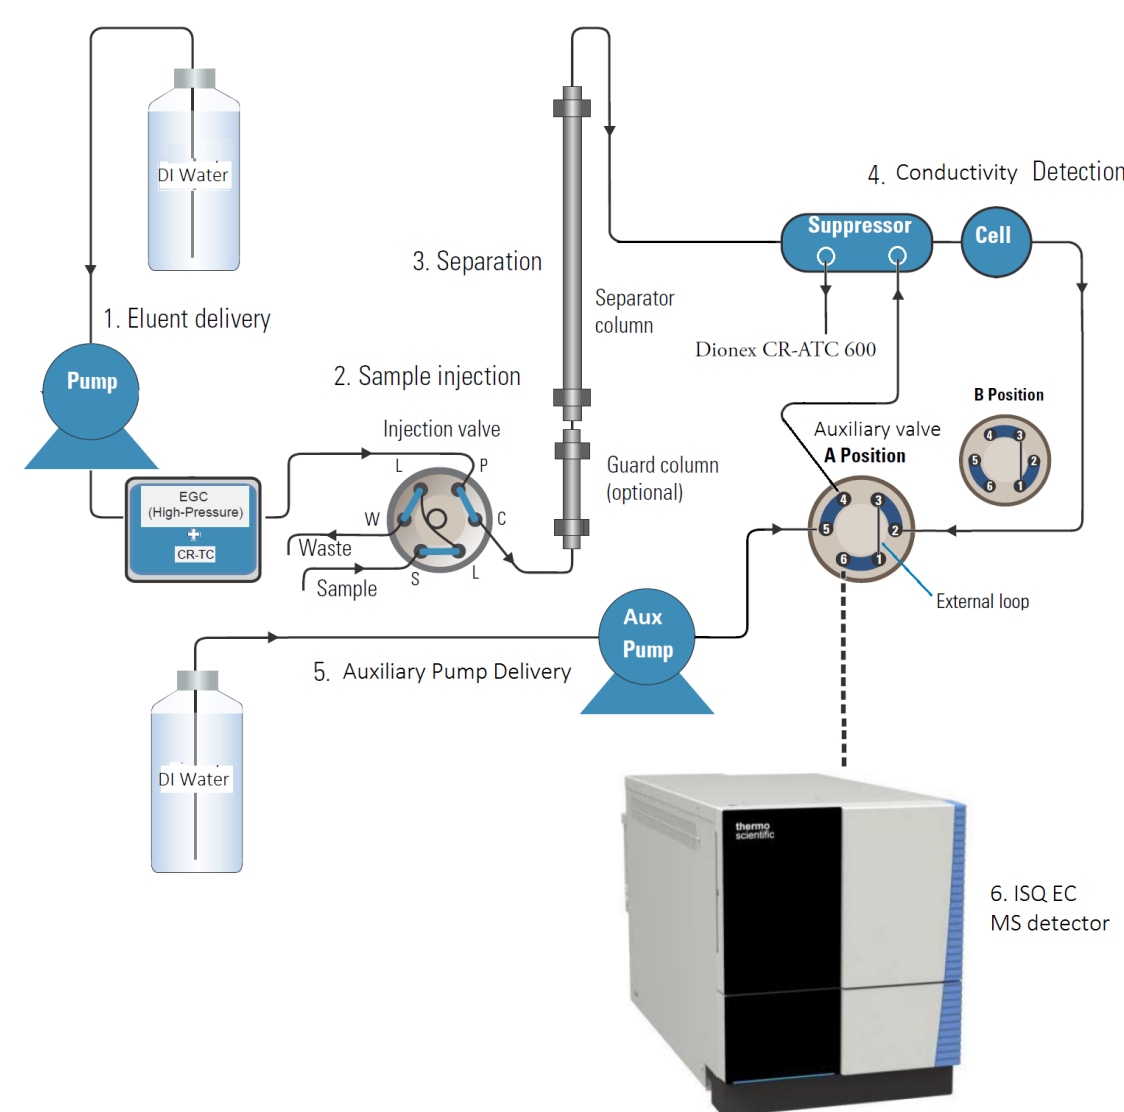 DI Water
1. Eluent delivery
Pump
EGC
(High-Pressure)
CR-TC
2. Sample injection
Injection valve
L
P
W
C
S
L
Waste
Sample
3. Separation
Separator
column
Guard column
(optional)
4. Conductivity Detection
Suppressor
Cell
Dionex CR-ATC 600
B Position
4
3
5
2
6
1
Auxiliary valve
A Position
4
3
5
2
6
1
External loop
Aux
Pump
5. Auxiliary Pump Delivery
DI Water
thermo
scientific
6. ISQ EC
MS detector